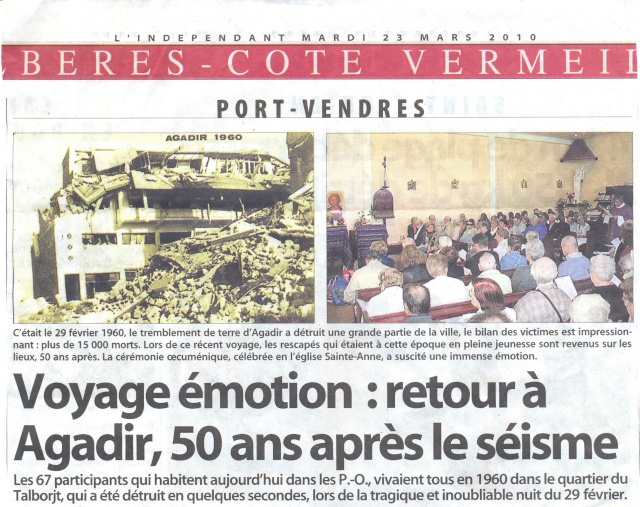 L'INDEPENDANT MARDI 23 MARS 2010
BERES-COTE VERMEIL
PORT-VENDRES
AGADIR 1960
C'était le 29 février 1960, le tremblement de terre d'Agadir a détruit une grande partie de la ville, le bilan des victimes est impression-
nant : plus de 15 000 morts. Lors de ce récent voyage, les rescapés qui étaient à cette époque en pleine jeunesse sont revenus sur les
lieux, 50 ans après. La cérémonie œcuménique, célébrée en l'église Sainte-Anne, a suscité une immense émotion.
Voyage émotion : retour à
Agadir, 50 ans après le séisme
Les 67 participants qui habitent aujourd'hui dans les P.-O., vivaient tous en 1960 dans le quartier du
Talborjt, qui a été détruit en quelques secondes, lors de la tragique et inoubliable nuit du 29 février.